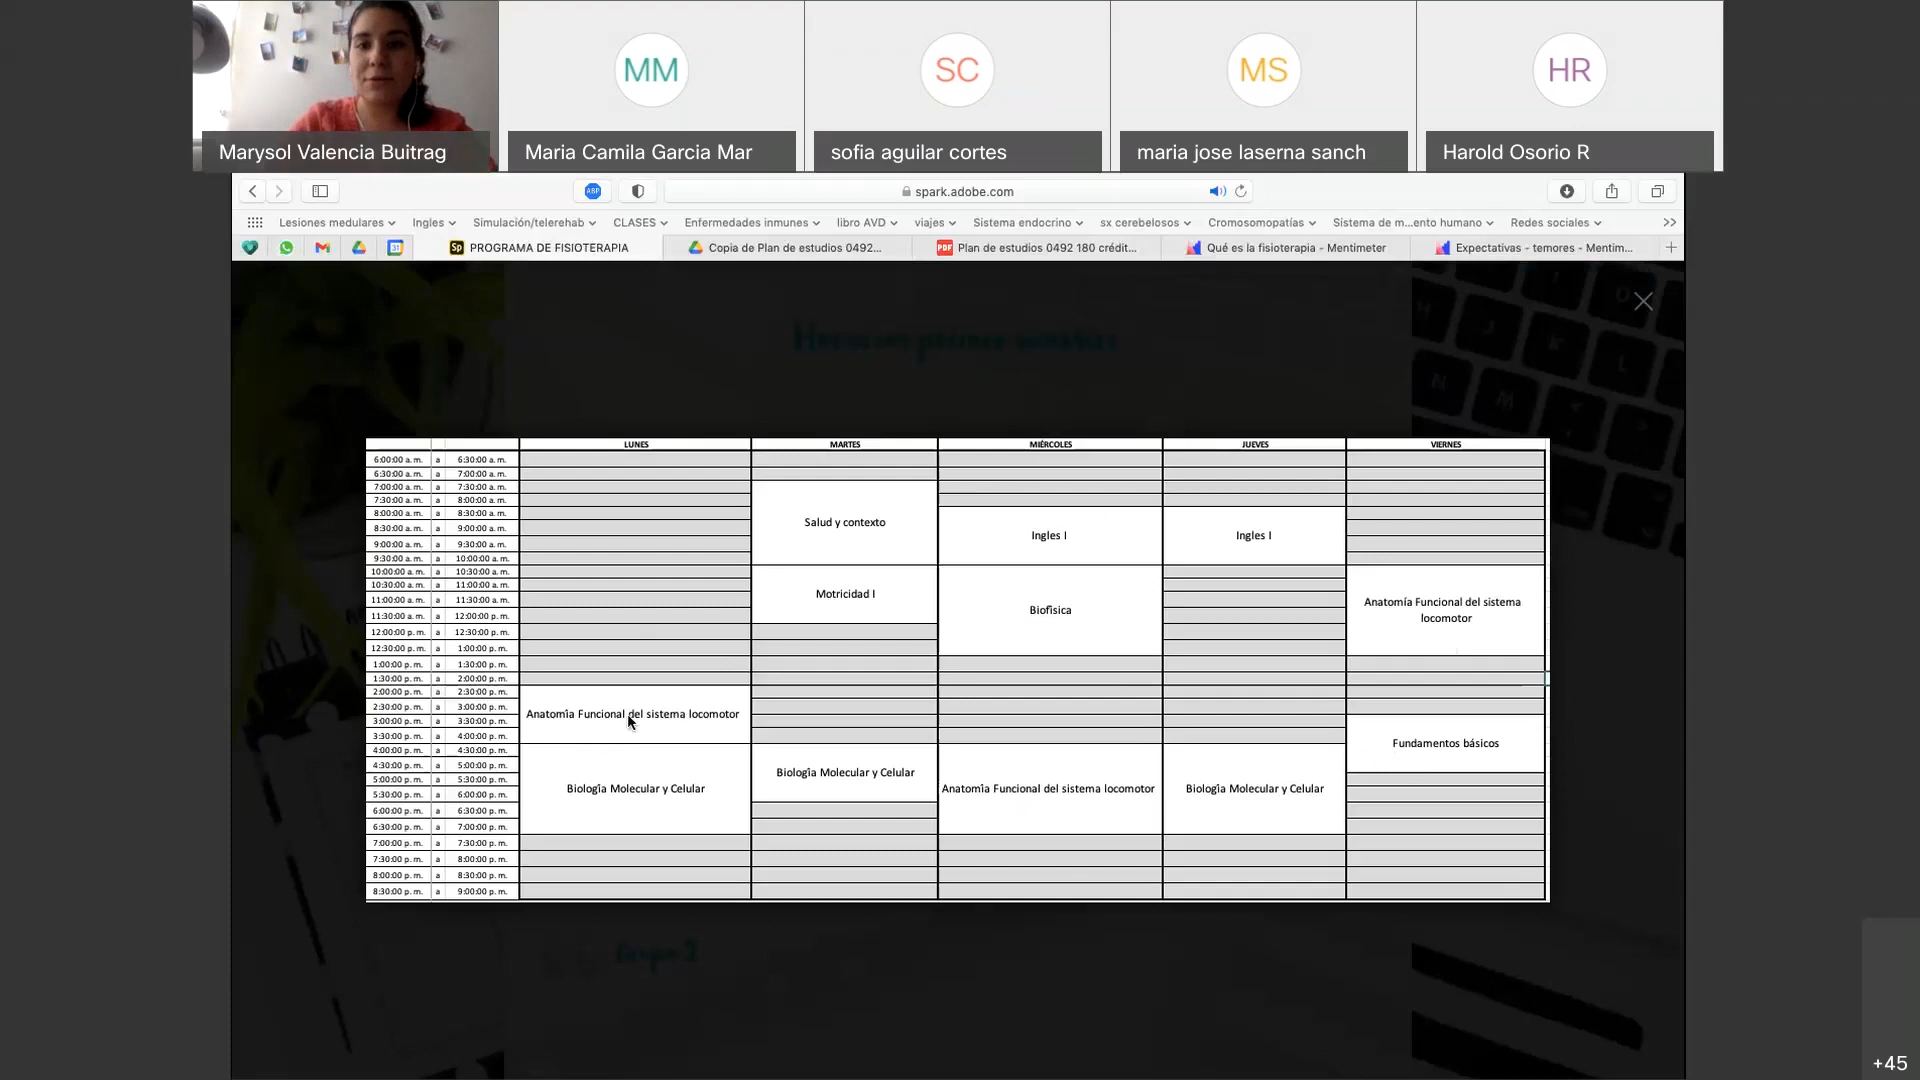 MM
SC
MS
HR
Marysol Valencia Buitrag
Maria Camila Garcia Mar
sofia aguilar cortes
maria jose laserna sanch
Harold Osorio R
ABP
spark.adobe.com
Lesiones medulares
Ingles
Simulación/telerehab
CLASES
Enfermedades inmunes
libro AVD
viajes
Sistema endocrino
sx cerebelosos
Cromosomopatías
Sistema de m...ento humano
Redes sociales
31
Sp PROGRAMA DE FISIOTERAPIA
Copia de Plan de estudios 0492...
PDF Plan de estudios 0492 180 crédit...
Qué es la fisioterapia - Mentimeter
Expectativas - temores - Mentim...
LUNES MARTES MIÉRCOLES JUEVES VIERNES
6:00:00 a. m. a 6:30:00 a. m.
6:30:00 a. m. a 7:00:00 a. m.
7:00:00 a. m. a 7:30:00 a. m.
7:30:00 a. m. a 8:00:00 a. m.
8:00:00 a. m. a 8:30:00 a. m.
8:30:00 a. m. a 9:00:00 a. m.
9:00:00 a. m. a 9:30:00 a. m.
9:30:00 a. m. a 10:00:00 a. m.
10:00:00 a. m. a 10:30:00 a. m.
10:30:00 a. m. a 11:00:00 a. m.
11:00:00 a. m. a 11:30:00 a. m.
11:30:00 a. m. a 12:00:00 p. m.
12:00:00 p. m. a 12:30:00 p. m.
12:30:00 p. m. a 1:00:00 p. m.
1:00:00 p. m. a 1:30:00 p. m.
1:30:00 p. m. a 2:00:00 p. m.
2:00:00 p. m. a 2:30:00 p. m.
2:30:00 p. m. a 3:00:00 p. m.
3:00:00 p. m. a 3:30:00 p. m.
3:30:00 p. m. a 4:00:00 p. m.
4:00:00 p. m. a 4:30:00 p. m.
4:30:00 p. m. a 5:00:00 p. m.
5:00:00 p. m. a 5:30:00 p. m.
5:30:00 p. m. a 6:00:00 p. m.
6:00:00 p. m. a 6:30:00 p. m.
6:30:00 p. m. a 7:00:00 p. m.
7:00:00 p. m. a 7:30:00 p. m.
7:30:00 p. m. a 8:00:00 p. m.
8:00:00 p. m. a 8:30:00 p. m.
8:30:00 p. m. a 9:00:00 p. m.
Anatomía Funcional del sistema locomotor
Biología Molecular y Celular
Salud y contexto
Motricidad I
Biología Molecular y Celular
Ingles I
Biofísica
Anatomía Funcional del sistema locomotor
Ingles I
Biología Molecular y Celular
Anatomía Funcional del sistema
locomotor
Fundamentos básicos
+45